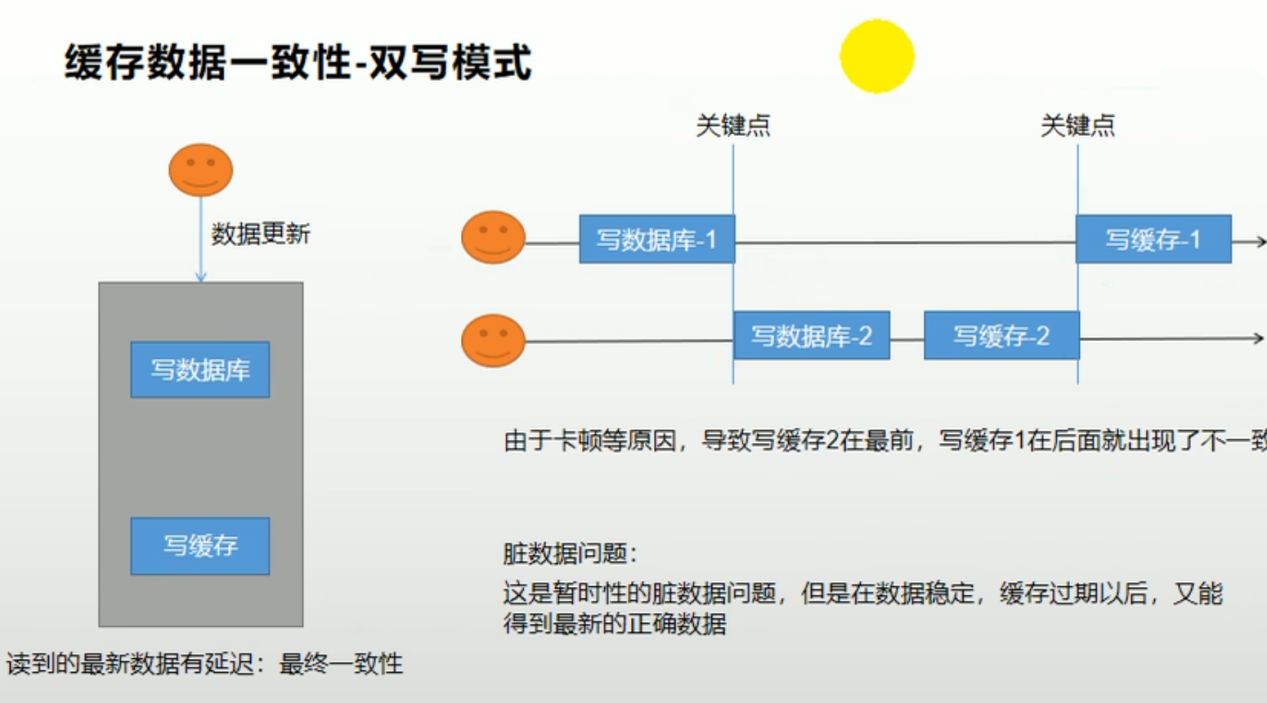 缓存数据一致性-双写模式
关键点
关键点
数据更新
写数据库-1
写缓存-1
写数据库-2
写缓存-2
写数据库
写缓存
由于卡顿等原因，导致写缓存2在最前，写缓存1在后面就出现了不一致
脏数据问题：
这是暂时性的脏数据问题，但是在数据稳定，缓存过期以后，又能
得到最新的正确数据
读到的最新数据有延迟：最终一致性